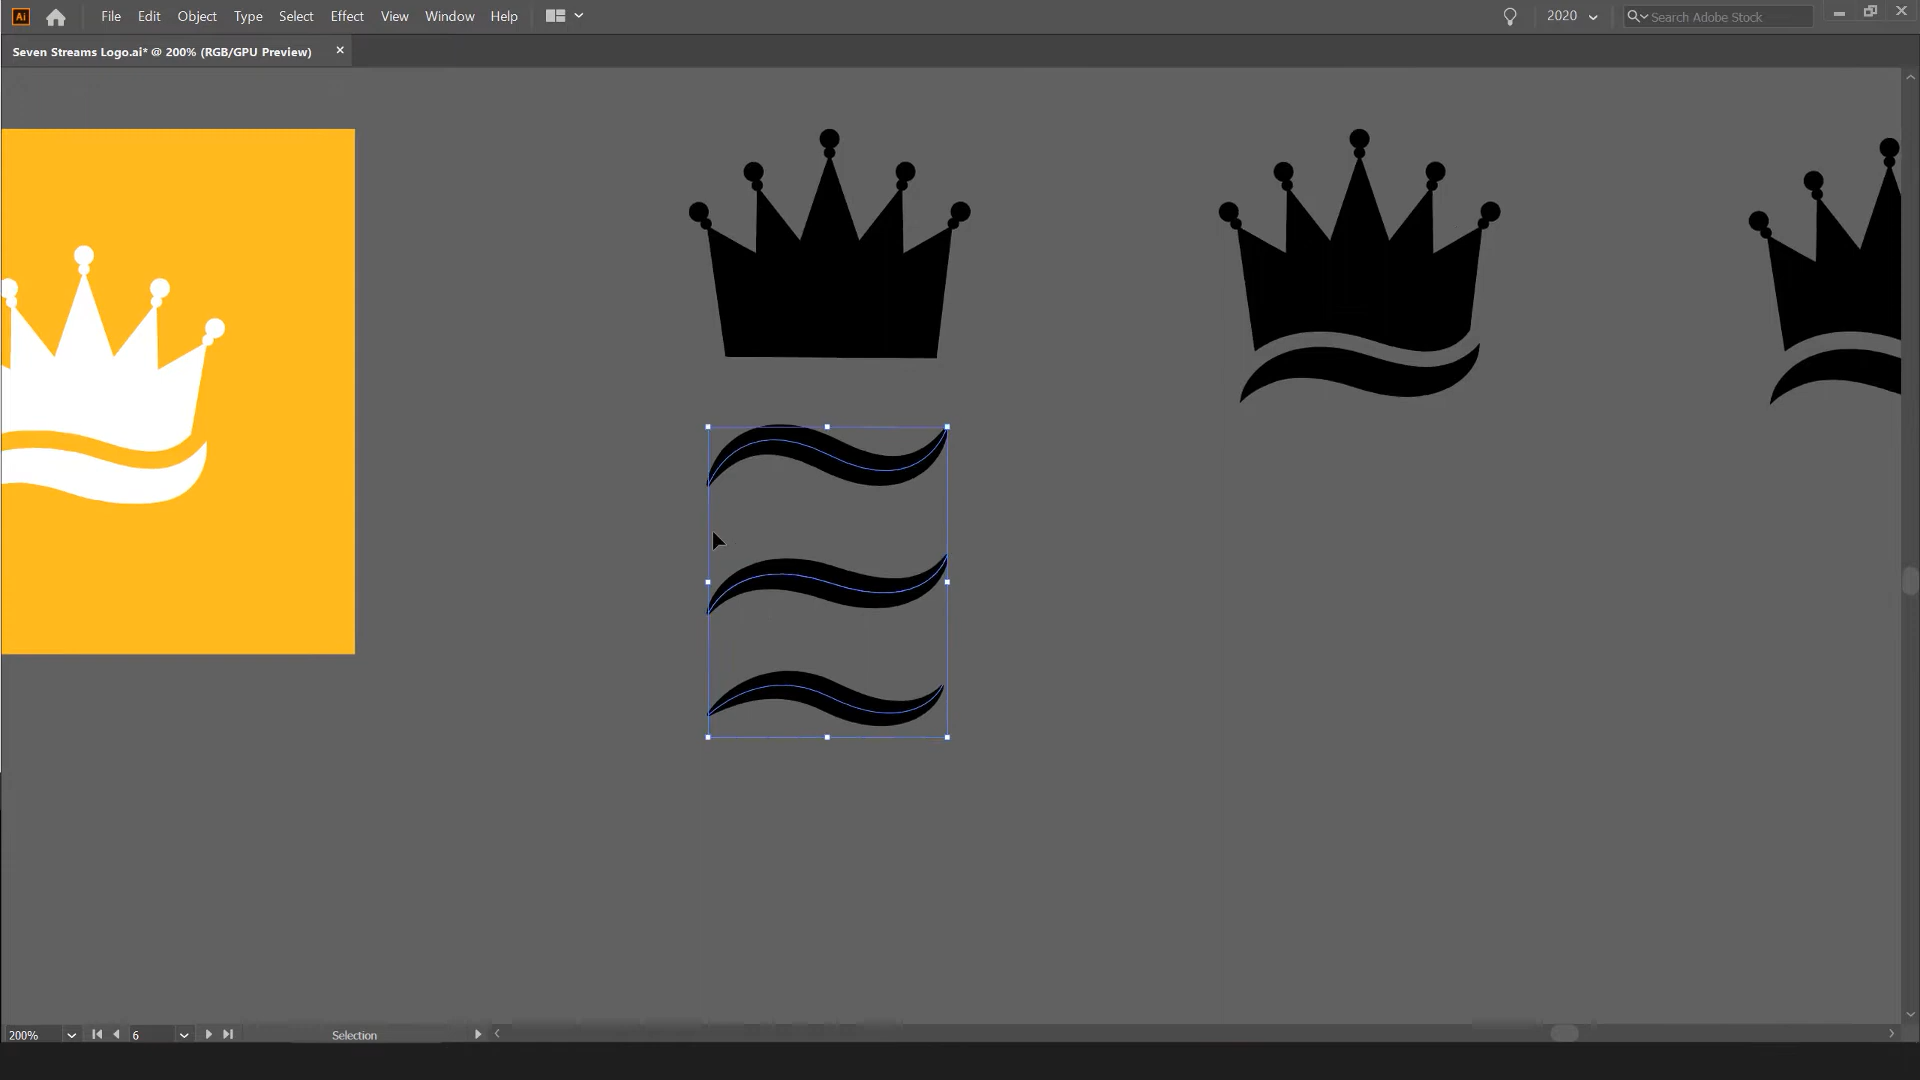 Ai File Edit Object Type Select Effect View Window Help 2020 Search Adobe Stock
Seven Streams Logo.ai* @ 200% (RGB/GPU Preview)
200% 6 Selection